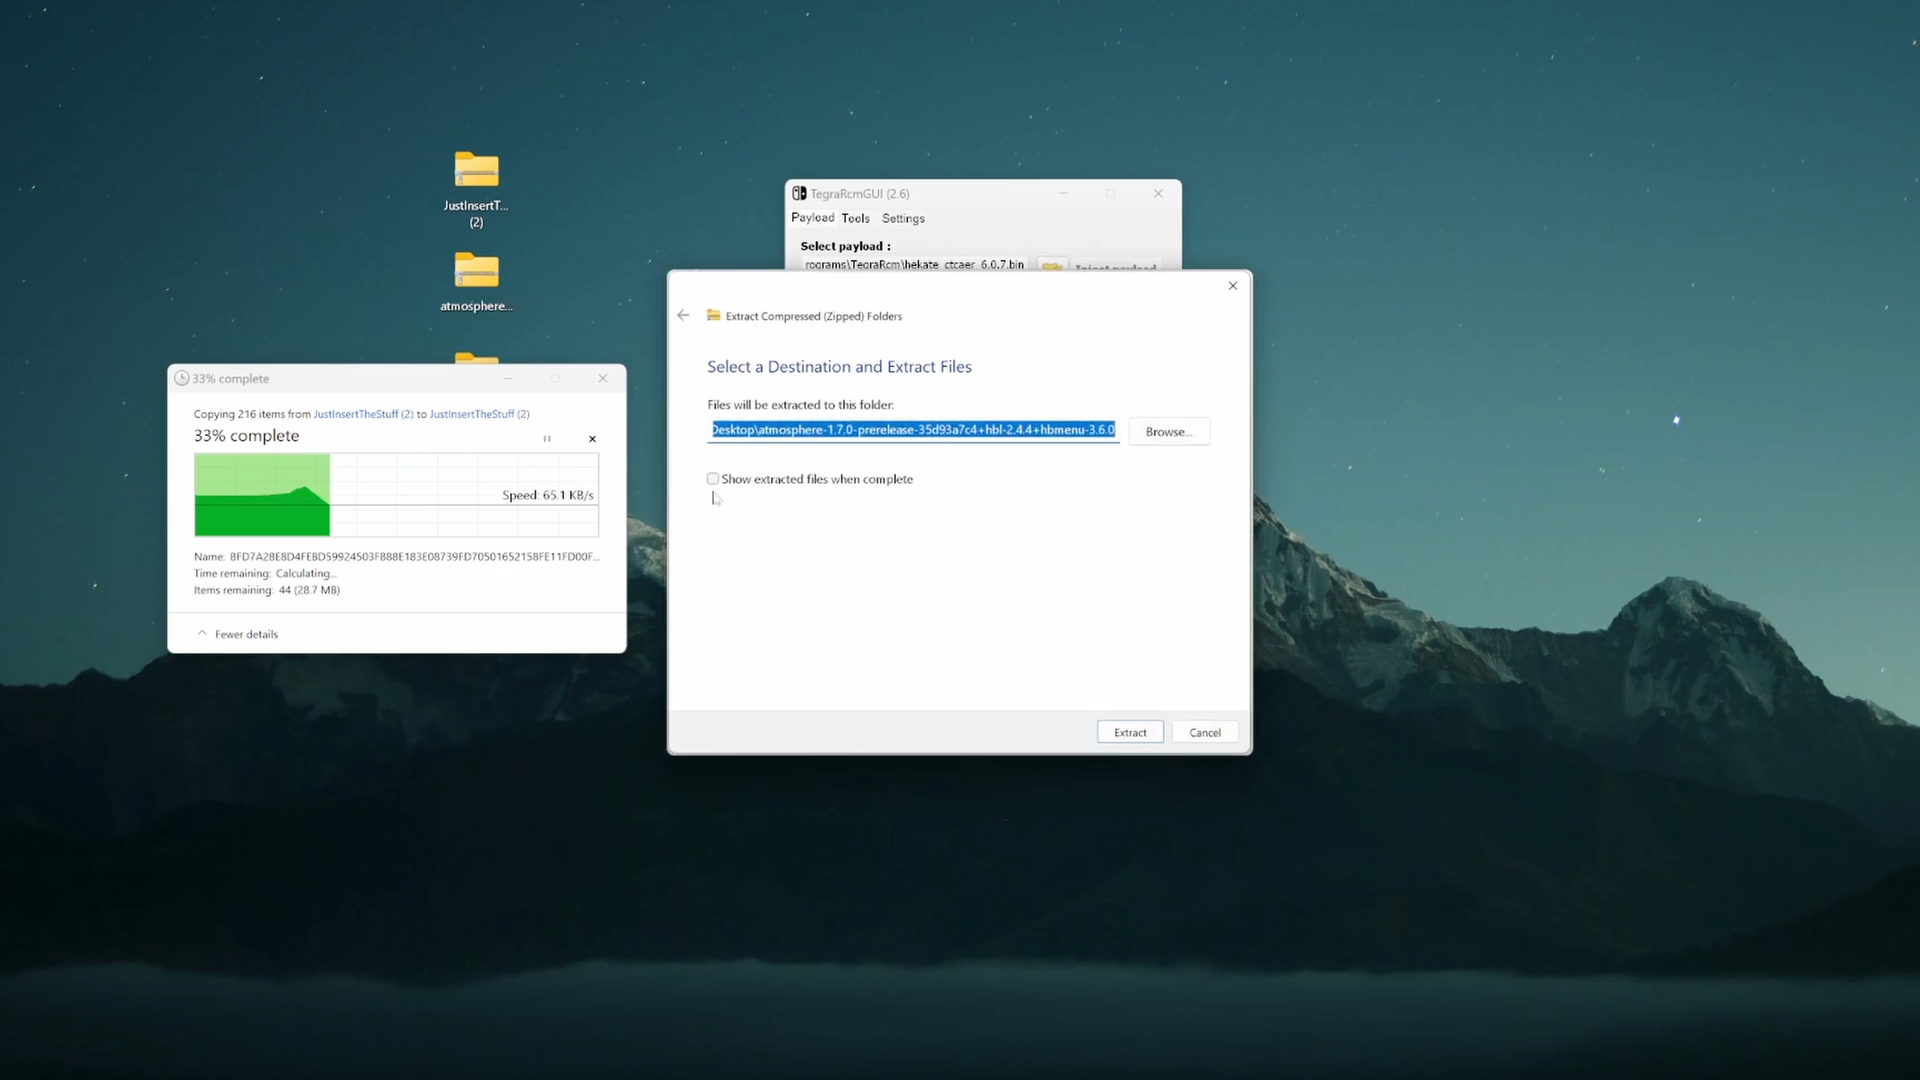 JustInsertT...
(2)
atmosphere...
TegraRcmGUI (2.6)
Payload Tools Settings
Select payload :
rograms\TegraRcm\hekate_ctcaer_6.0.7.bin
Inject payload
Extract Compressed (Zipped) Folders
Select a Destination and Extract Files
Files will be extracted to this folder:
Desktop\atmosphere-1.7.0-prerelease-35d93a7c4+hbl-2.4.4+hbmenu-3.6.0
Browse...
Show extracted files when complete
Extract
Cancel
33% complete
Copying 216 items from JustInsertTheStuff (2) to JustInsertTheStuff (2)
33% complete
Speed: 65.1 KB/s
Name: BFD7A2BE8D4FEBD59924503FB88E183E08739FD70501652158FE11FD00F...
Time remaining: Calculating...
Items remaining: 44 (28.7 MB)
Fewer details